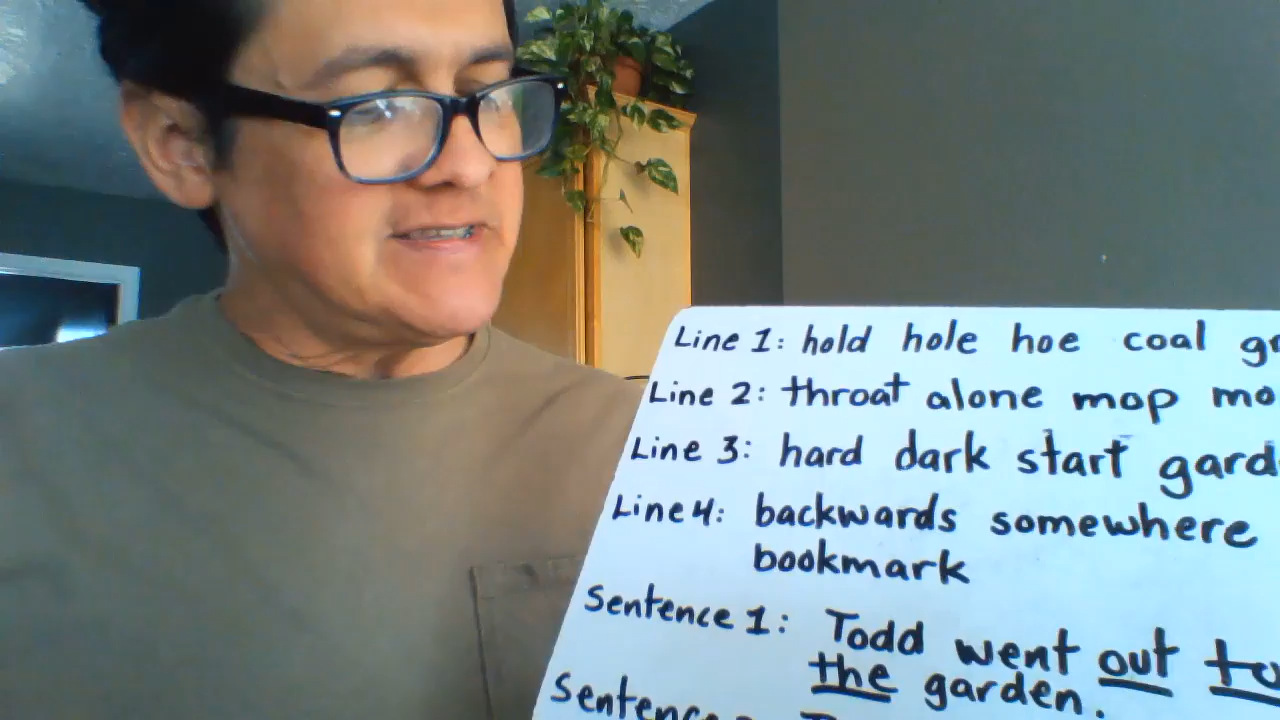 Line 1: hold hole hoe coal
Line 2: throat alone mop
Line 3: hard dark start
Line 4: backwards somewhere
bookmark
Sentence 1: Todd went out to
the garden.